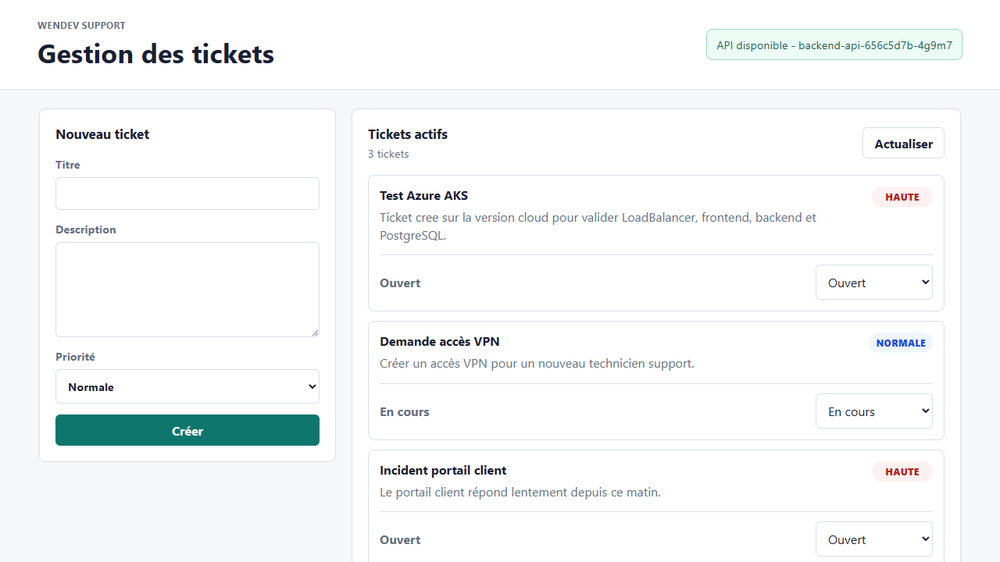 WENDEV SUPPORT
Gestion des tickets
API disponible - backend-api-656c5d7b-4g9m7
Nouveau ticket
Titre
Description
Priorité
Normale
Créer
Tickets actifs
3 tickets
Actualiser
Test Azure AKS
HAUTE
Ticket cree sur la version cloud pour valider LoadBalancer, frontend, backend et
PostgreSQL.
Ouvert
Ouvert
Demande accès VPN
NORMALE
Créer un accès VPN pour un nouveau technicien support.
En cours
En cours
Incident portail client
HAUTE
Le portail client répond lentement depuis ce matin.
Ouvert
Ouvert